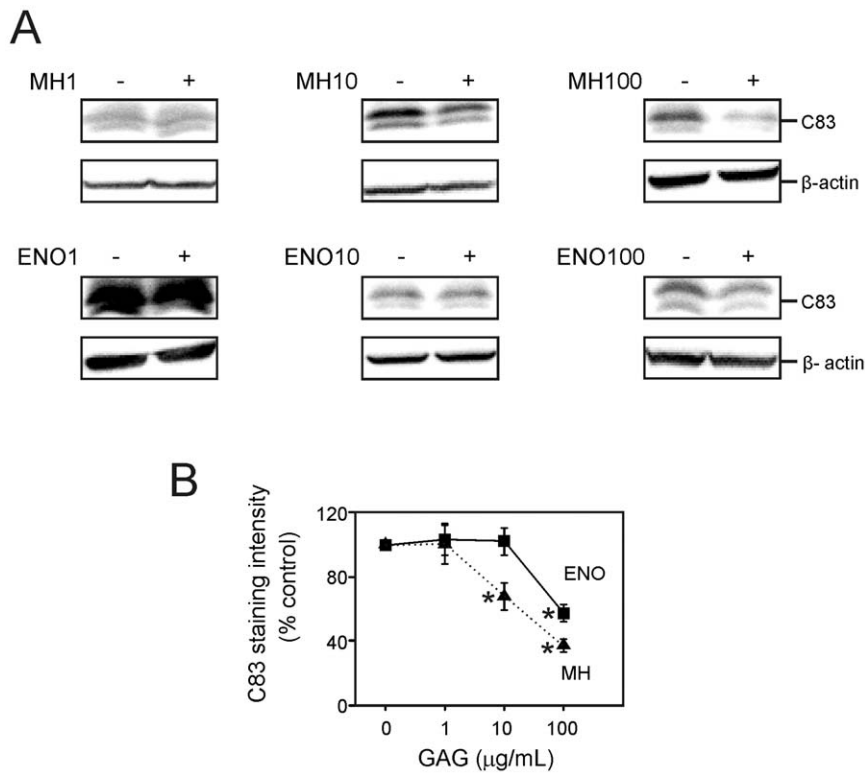 A
MH1 - +
MH10 - +
MH100 - +
C83
β-actin
ENO1 - +
ENO10 - +
ENO100 - +
C83
β- actin
B
C83 staining intensity
(% control)
120
80
40
0
ENO
MH
* * *
0 1 10 100
GAG (µg/mL)